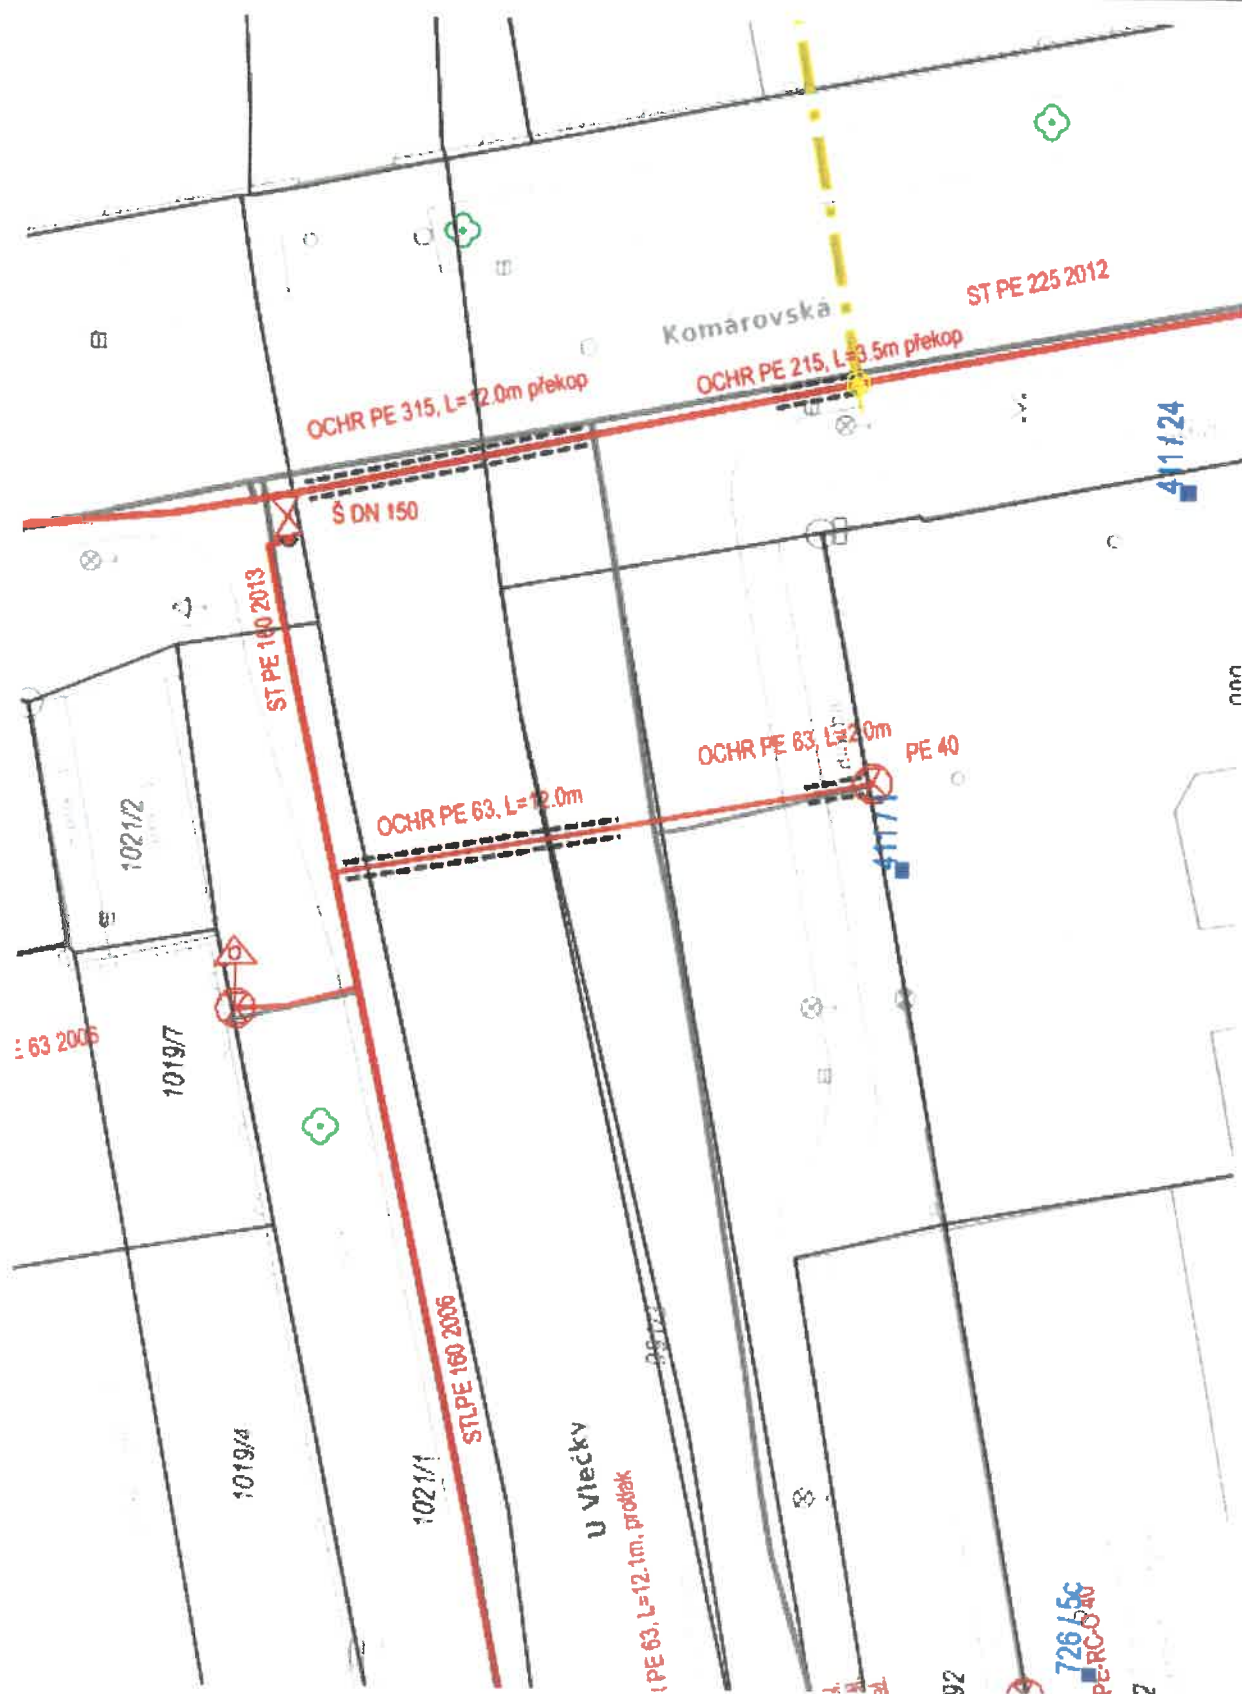 ST PE 225 2012
Komárovská
OCHR PE 215, L=3.5m překop
OCHR PE 315, L=12.0m překop
411 / 24
Š DN 150
ST PE 160 2013
OCHR PE 63, L=2.0m
PE 40
OCHR PE 63, L=12.0m
1021/2
63 2006
1019/7
STLPE 160 2006
1019/4
1021/1
U Vlečky
PE 63, L=12.1m, protlak
726 / 5c
PE-RC-O 40
92